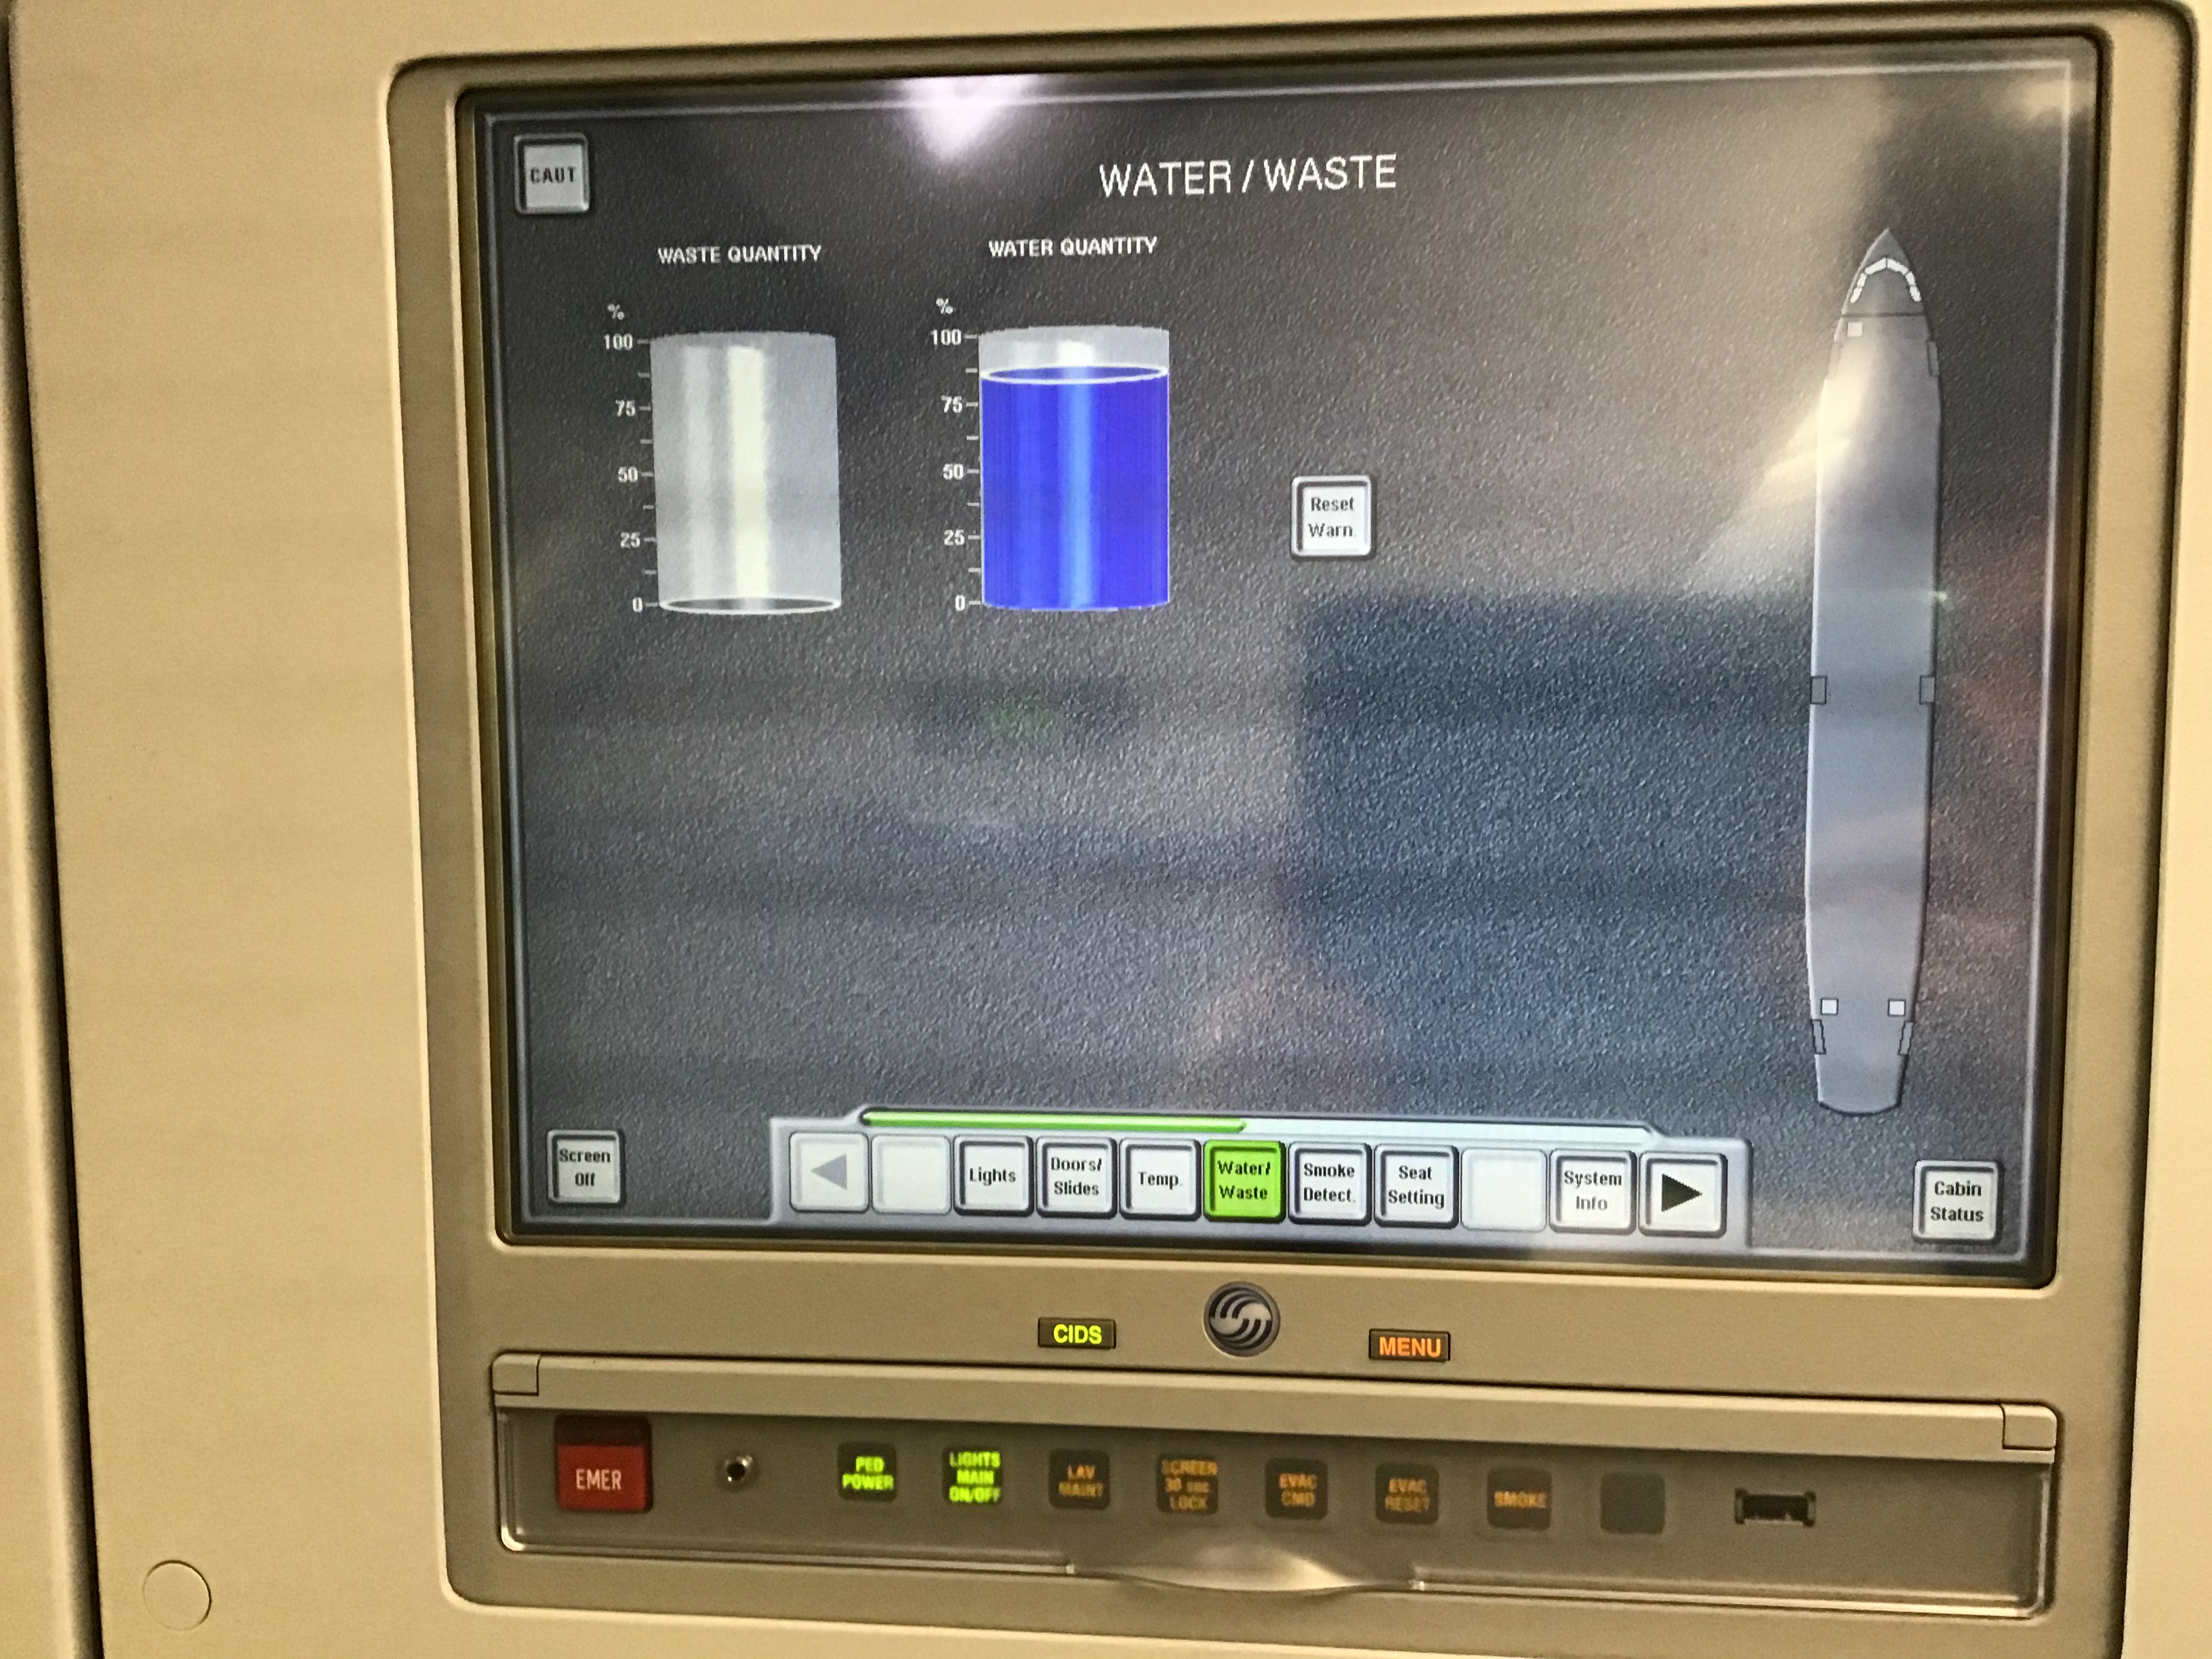 CAUT
WATER / WASTE
WASTE QUANTITY
WATER QUANTITY
%
100
75
50
25
0
%
100
75
50
25
0
Reset
Warn.
Screen
Off
Lights
Doors/
Slides
Temp.
Water/
Waste
Smoke
Detect.
Seat
Setting
System
Info
Cabin
Status
CIDS
MENU
EMER
PED
POWER
LIGHTS
MAIN
ON/OFF
LAV
MAINT
SCREEN
30 sec
LOCK
EVAC
CMD
EVAC
RESET
SMOKE